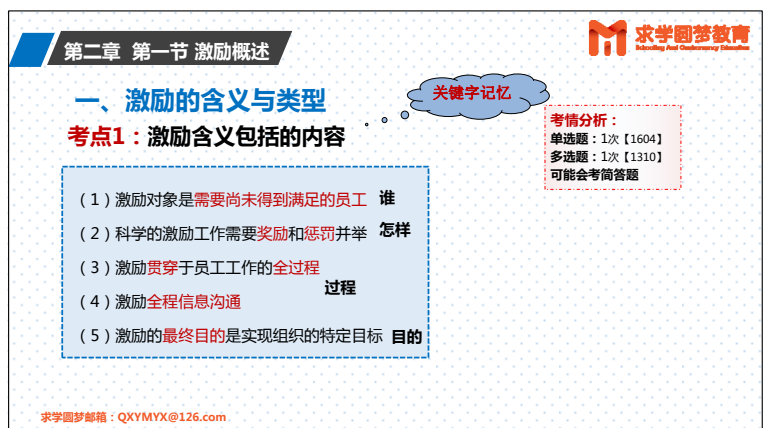 第二章 第一节 激励概述
求学圆梦教育
一、激励的含义与类型
关键字记忆
考点1：激励含义包括的内容
考情分析：
单选题：1次【1604】
多选题：1次【1310】
可能会考简答题
（1）激励对象是需要尚未得到满足的员工 谁
（2）科学的激励工作需要奖励和惩罚并举 怎样
（3）激励贯穿于员工工作的全过程
过程
（4）激励全程信息沟通
（5）激励的最终目的是实现组织的特定目标 目的
求学圆梦邮箱：QXYMYX@126.com